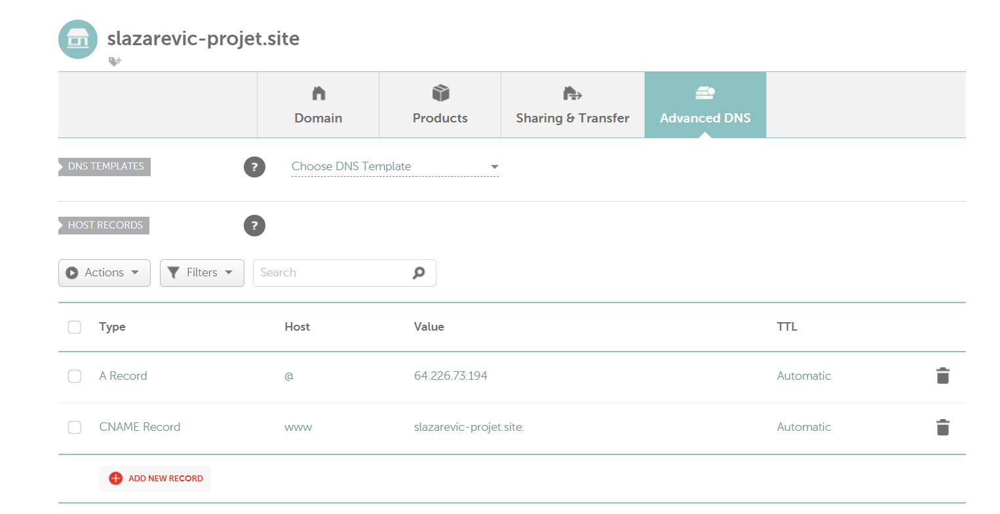 slazarevic-projet.site
Domain Products Sharing & Transfer Advanced DNS
DNS TEMPLATES ? Choose DNS Template
HOST RECORDS ?
Actions Filters Search
Type Host Value TTL
A Record @ 64.226.73.194 Automatic
CNAME Record www slazarevic-projet.site. Automatic
ADD NEW RECORD